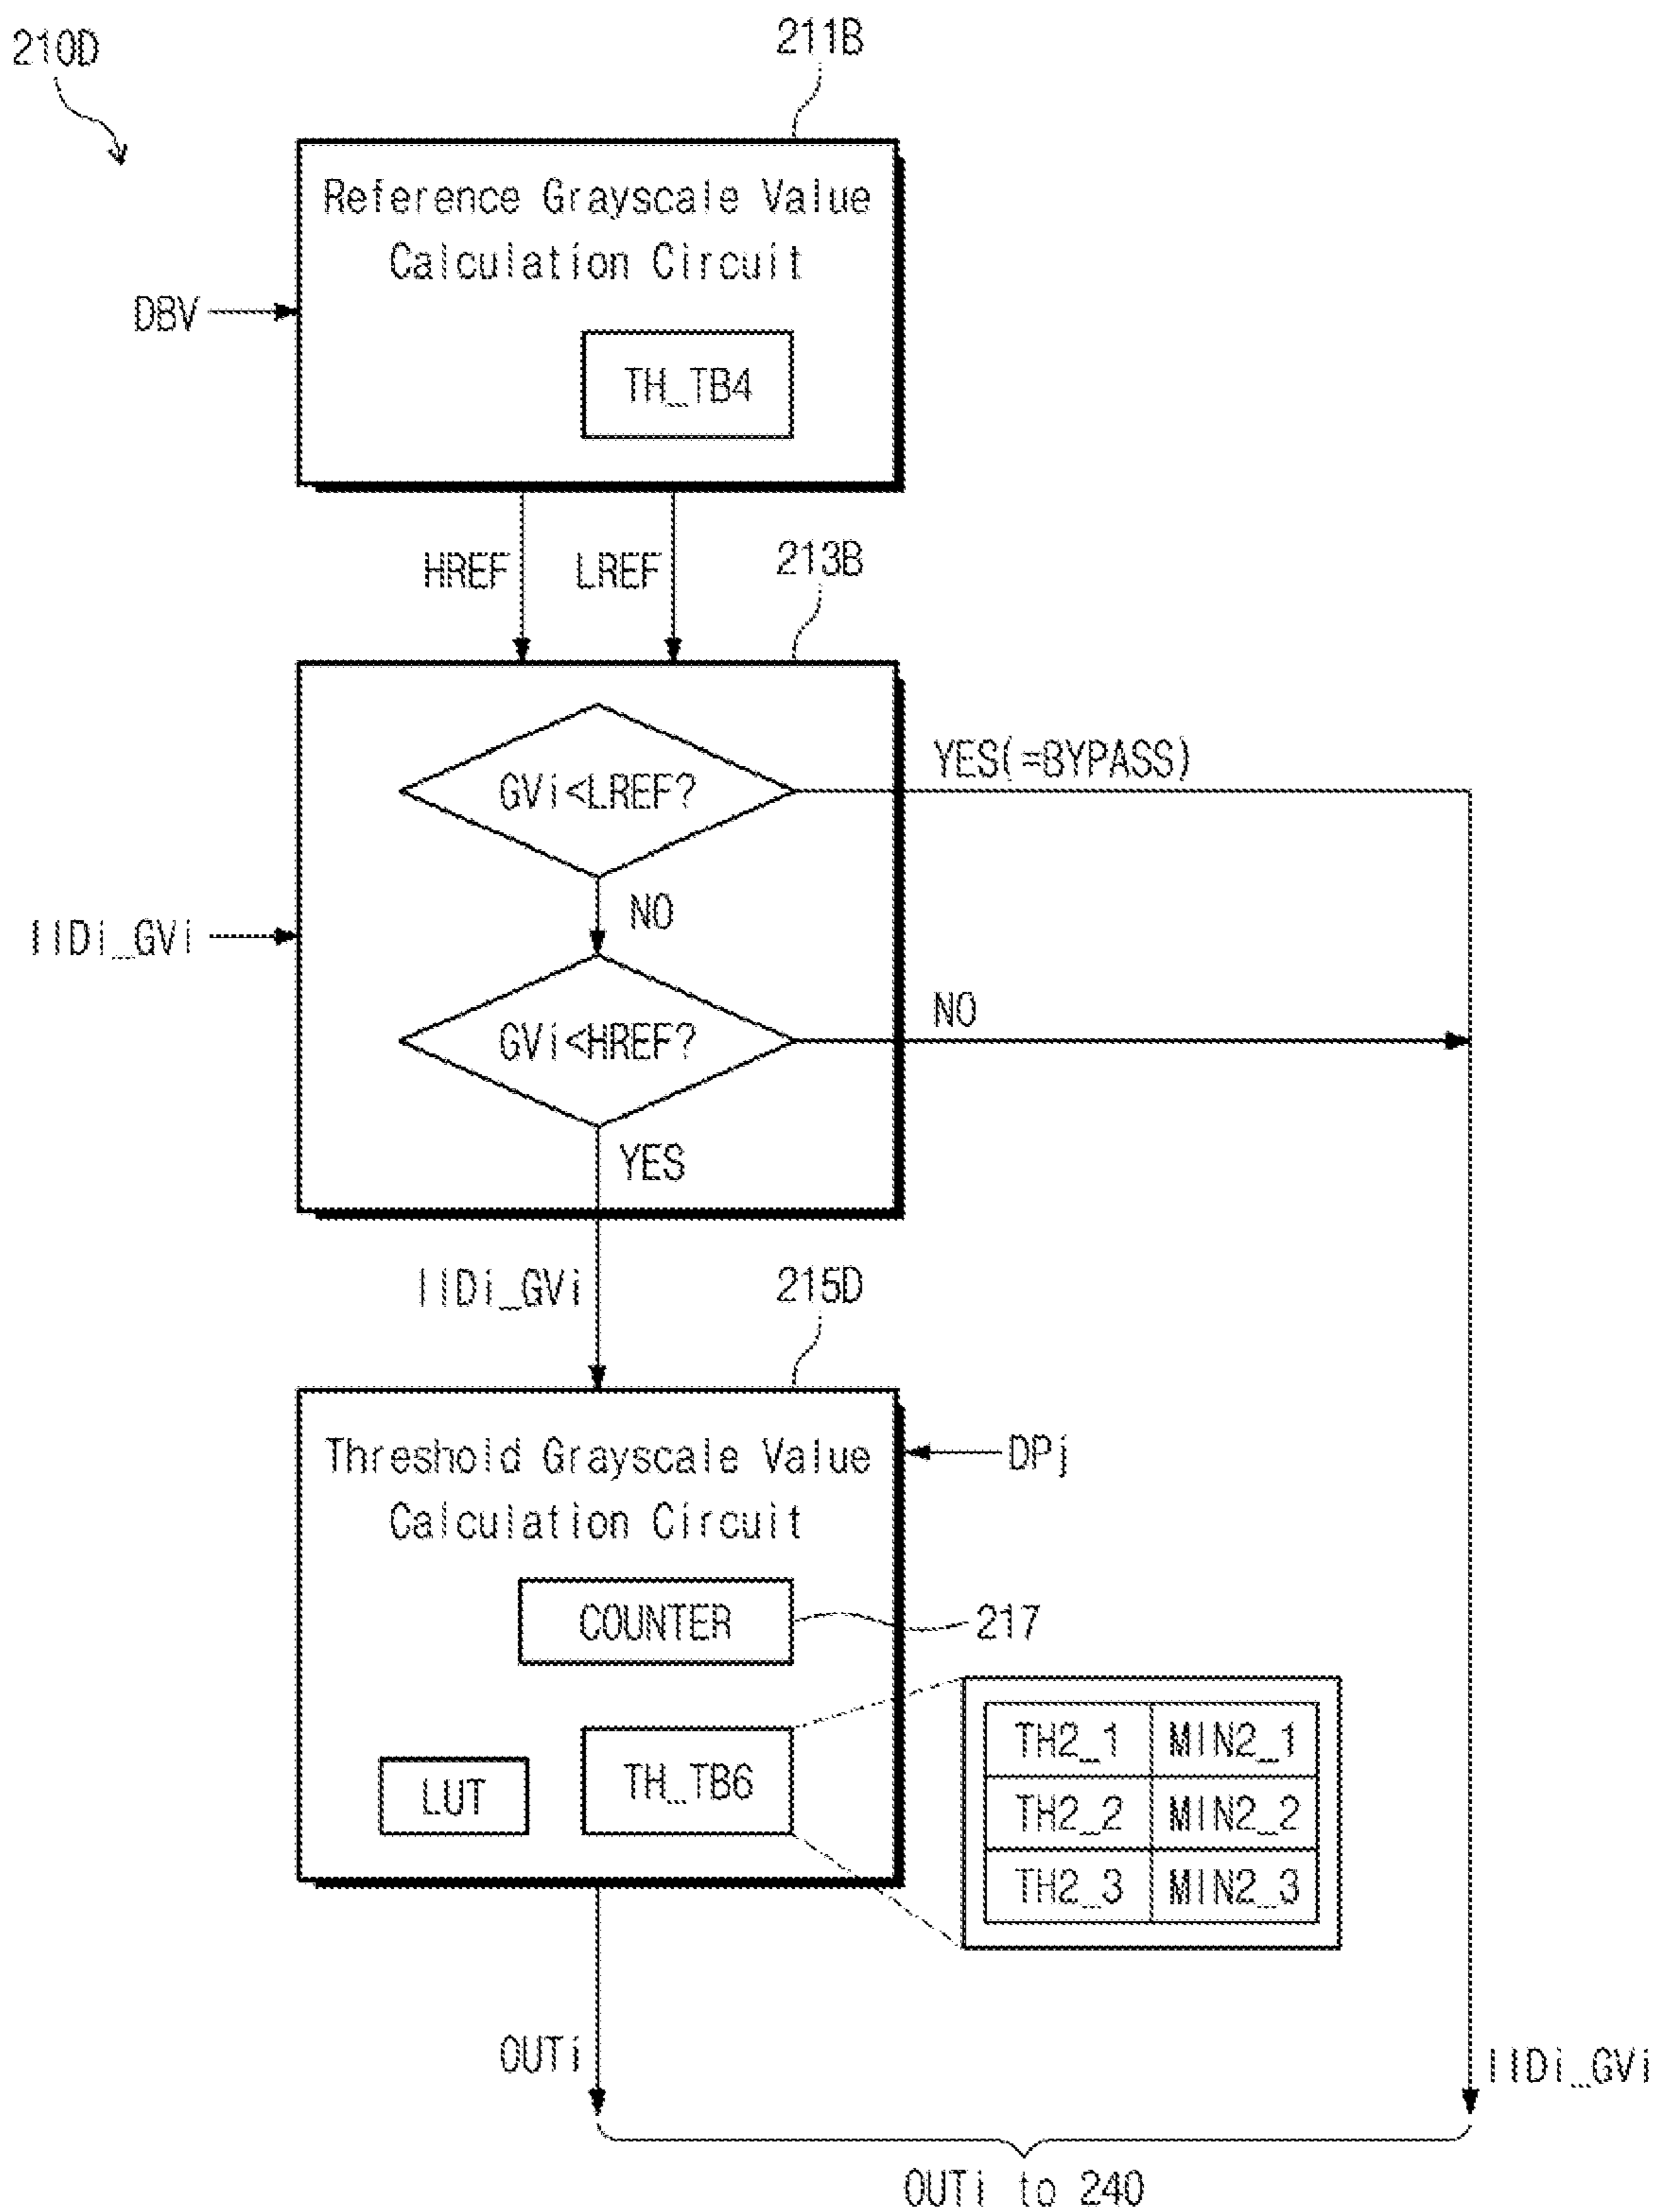 210D
211B
Reference Grayscale Value
Calculation Circuit
DBV
TH_TB4
HREF
LREF
213B
GVi<LREF?
YES(=BYPASS)
NO
IIDi_GVi
GVi<HREF?
NO
YES
IIDi_GVi
215D
Threshold Grayscale Value
Calculation Circuit
DPj
COUNTER
217
LUT
TH_TB6
TH2_1 MIN2_1
TH2_2 MIN2_2
TH2_3 MIN2_3
OUTi
IIDi_GVi
OUTi to 240